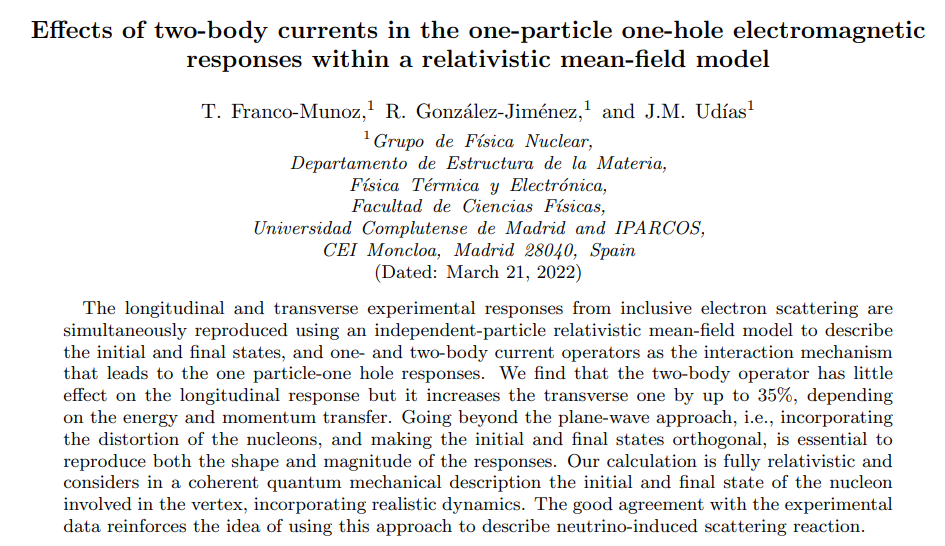 Effects of two-body currents in the one-particle one-hole electromagnetic
responses within a relativistic mean-field model
T. Franco-Munoz,¹ R. González-Jiménez,¹ and J.M. Udías¹
¹ Grupo de Física Nuclear,
Departamento de Estructura de la Materia,
Física Térmica y Electrónica,
Facultad de Ciencias Físicas,
Universidad Complutense de Madrid and IPARCOS,
CEI Moncloa, Madrid 28040, Spain
(Dated: March 21, 2022)
The longitudinal and transverse experimental responses from inclusive electron scattering are
simultaneously reproduced using an independent-particle relativistic mean-field model to describe
the initial and final states, and one- and two-body current operators as the interaction mechanism
that leads to the one particle-one hole responses. We find that the two-body operator has little
effect on the longitudinal response but it increases the transverse one by up to 35%, depending
on the energy and momentum transfer. Going beyond the plane-wave approach, i.e., incorporating
the distortion of the nucleons, and making the initial and final states orthogonal, is essential to
reproduce both the shape and magnitude of the responses. Our calculation is fully relativistic and
considers in a coherent quantum mechanical description the initial and final state of the nucleon
involved in the vertex, incorporating realistic dynamics. The good agreement with the experimental
data reinforces the idea of using this approach to describe neutrino-induced scattering reaction.